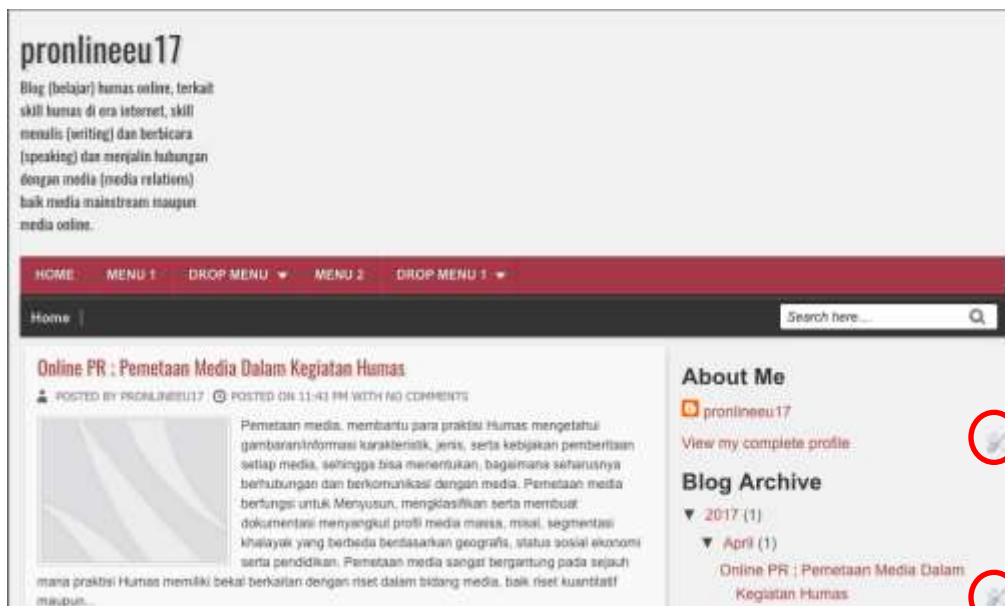 pronlineeu17
Blog (belajar) humas online, terkait
skill humas di era internet, skill
menulis (writing) dan berbicara
(speaking) dan menjalin hubungan
dengan media (media relations)
baik media mainstream maupun
media online.
HOME MENU 1 DROP MENU MENU 2 DROP MENU 1
Home
Search here....
Online PR ; Pemetaan Media Dalam Kegiatan Humas
POSTED BY PRONLINEEU17 POSTED ON 11:43 PM WITH NO COMMENTS
Pemetaan media, membantu para praktisi Humas mengetahui
gambaran/informasi karakteristik, jenis, serta kebijakan pemberitaan
setiap media, sehingga bisa menentukan, bagaimana seharusnya
berhubungan dan berkomunikasi dengan media. Pemetaan media
berfungsi untuk Menyusun, mengklasifikan serta membuat
dokumentasi menyangkut profil media massa, misal, segmentasi
khalayak yang berbeda berdasarkan geografis, status sosial ekonomi
serta pendidikan. Pemetaan media sangat bergantung pada sejauh
mana praktisi Humas memiliki bekal berkaitan dengan riset dalam bidang media, baik riset kuantitatif
maupun...
About Me
pronlineeu17
View my complete profile
Blog Archive
▼ 2017 (1)
▼ April (1)
Online PR ; Pemetaan Media Dalam
Kegiatan Humas